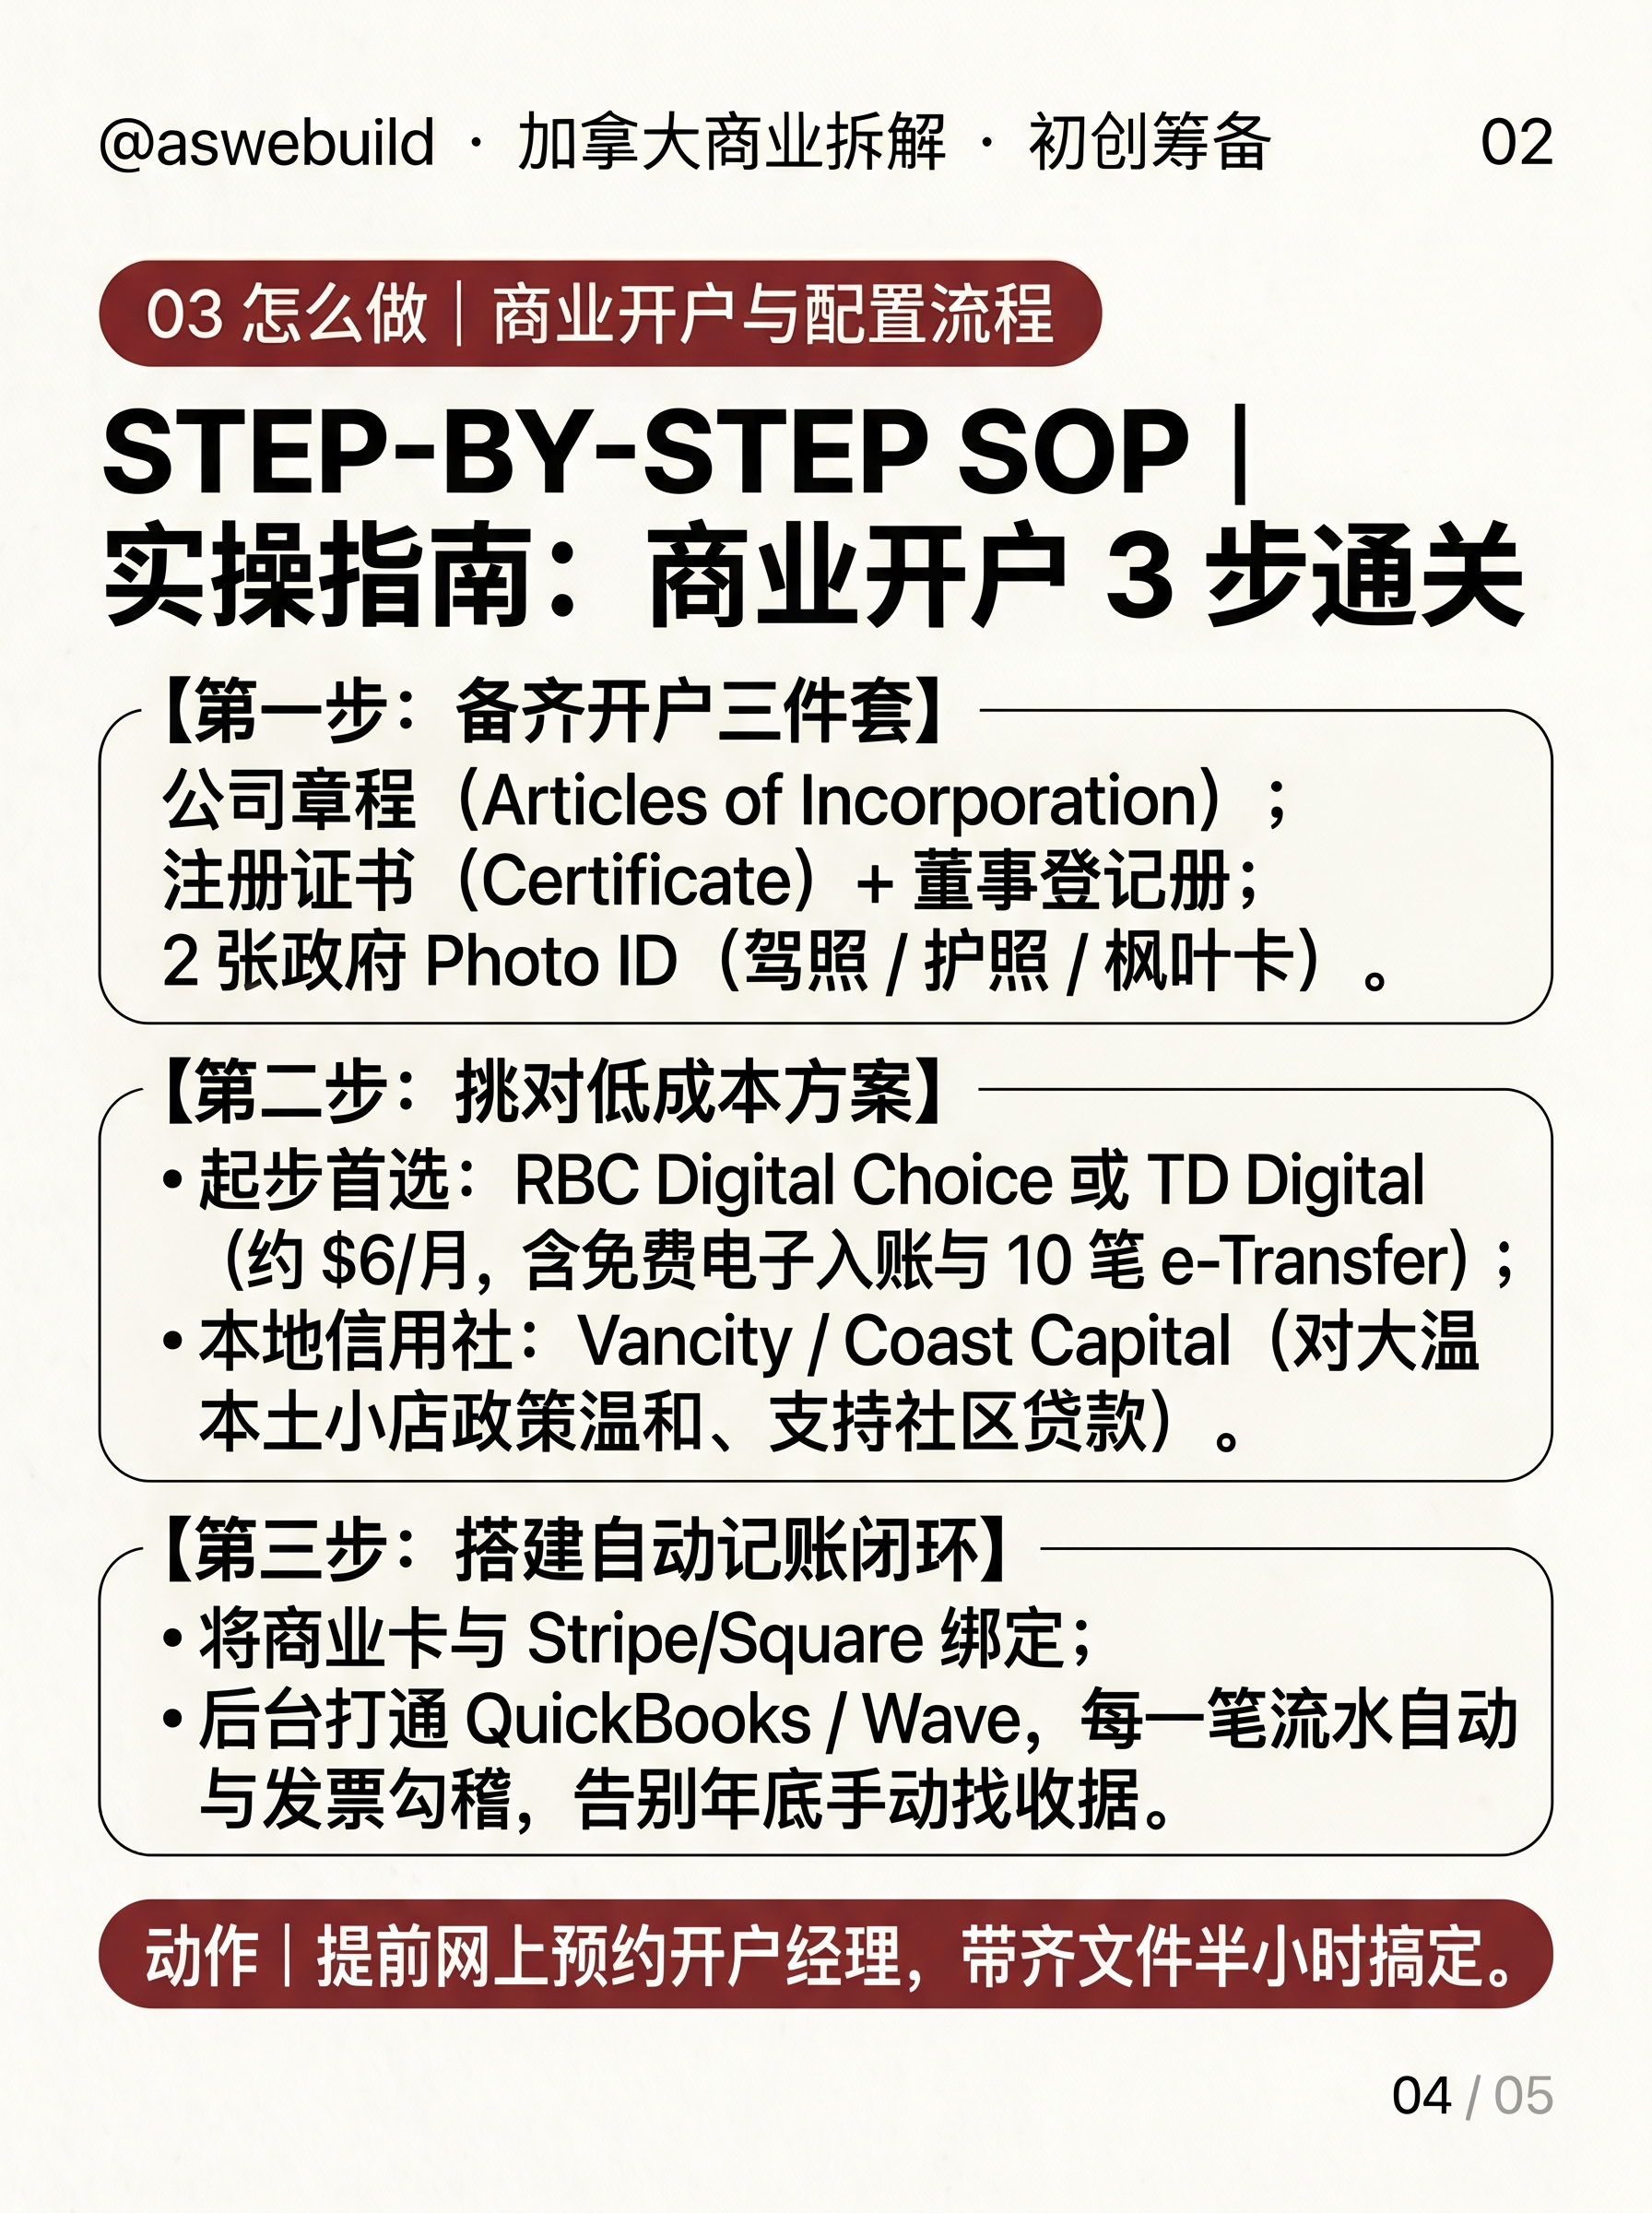 @aswebuild · 加拿大商业拆解 · 初创筹备
02
03 怎么做｜商业开户与配置流程
STEP-BY-STEP SOP｜
实操指南：商业开户 3 步通关
【第一步：备齐开户三件套】
公司章程（Articles of Incorporation）；
注册证书（Certificate）+ 董事登记册；
2 张政府 Photo ID（驾照 / 护照 / 枫叶卡）。
【第二步：挑对低成本方案】
• 起步首选：RBC Digital Choice 或 TD Digital
（约 $6/月，含免费电子入账与 10 笔 e-Transfer）；
• 本地信用社：Vancity / Coast Capital（对大温
本土小店政策温和、支持社区贷款）。
【第三步：搭建自动记账闭环】
• 将商业卡与 Stripe/Square 绑定；
• 后台打通 QuickBooks / Wave，每一笔流水自动
与发票勾稽，告别年底手动找收据。
动作｜提前网上预约开户经理，带齐文件半小时搞定。
04 / 05